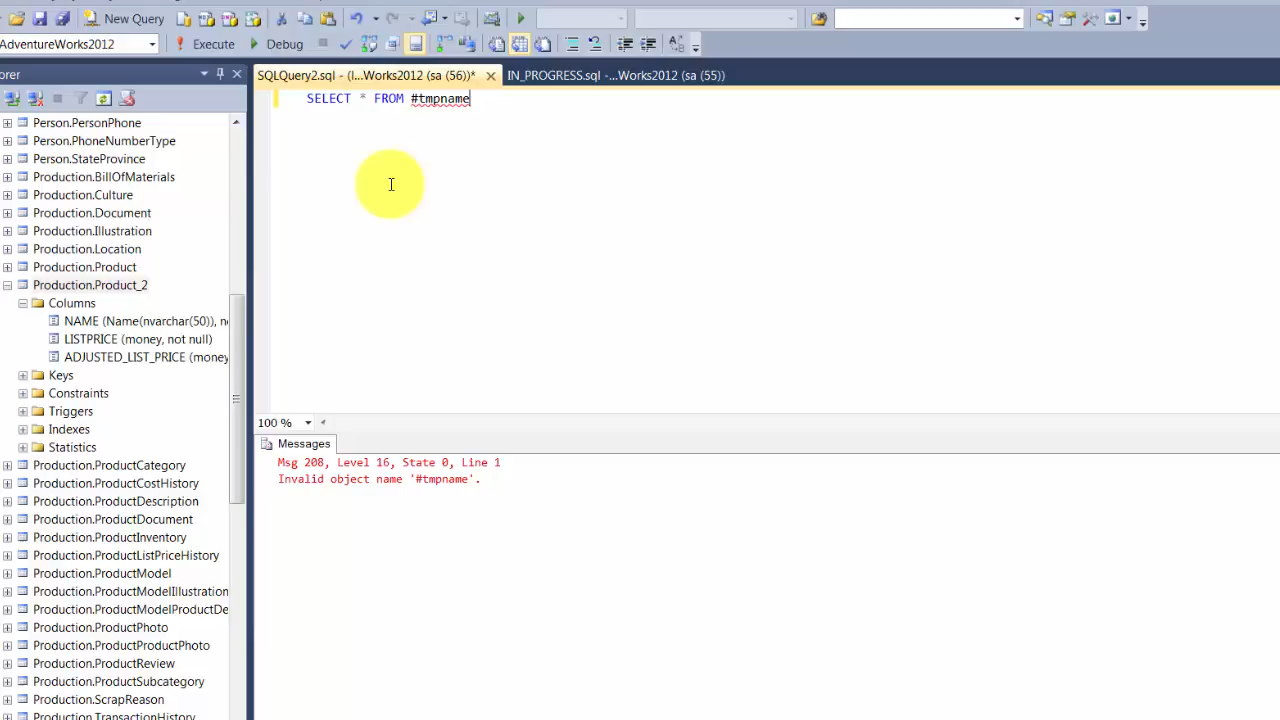 New Query
AdventureWorks2012
Execute
Debug
orer
SQLQuery2.sql - (l...Works2012 (sa (56))*
IN_PROGRESS.sql -...Works2012 (sa (55))
SELECT * FROM #tmpname
Person.PersonPhone
Person.PhoneNumberType
Person.StateProvince
Production.BillOfMaterials
Production.Culture
Production.Document
Production.Illustration
Production.Location
Production.Product
Production.Product_2
Columns
NAME (Name(nvarchar(50)), n
LISTPRICE (money, not null)
ADJUSTED_LIST_PRICE (money
Keys
Constraints
Triggers
Indexes
Statistics
Production.ProductCategory
Production.ProductCostHistory
Production.ProductDescription
Production.ProductDocument
Production.ProductInventory
Production.ProductListPriceHistory
Production.ProductModel
Production.ProductModelIllustration
Production.ProductModelProductDe
Production.ProductPhoto
Production.ProductProductPhoto
Production.ProductReview
Production.ProductSubcategory
Production.ScrapReason
Production.TransactionHistory
100 %
Messages
Msg 208, Level 16, State 0, Line 1
Invalid object name '#tmpname'.